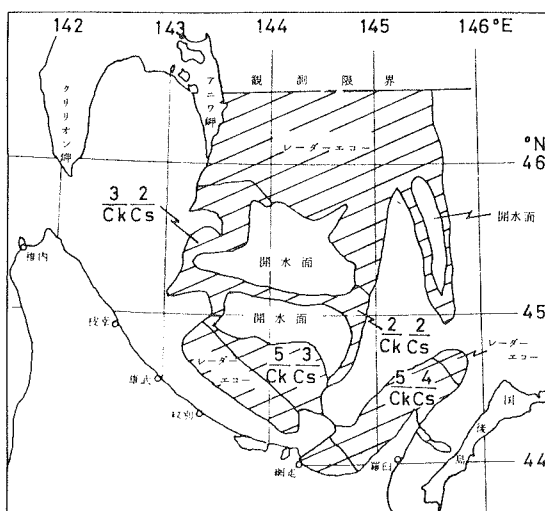 142 143 144 145 146°E
観測限界
アニワ岬
クリリオン岬
レーダーエコー
°N
46
3 2
Ck Cs
開水面
開水面
稚内
45
開水面
枝幸
2 2
Ck Cs
レーダー
エコー
5 3
Ck Cs
レーダー
エコー
雄武
5 4
Ck Cs
紋別
国後島
網走
羅臼
44